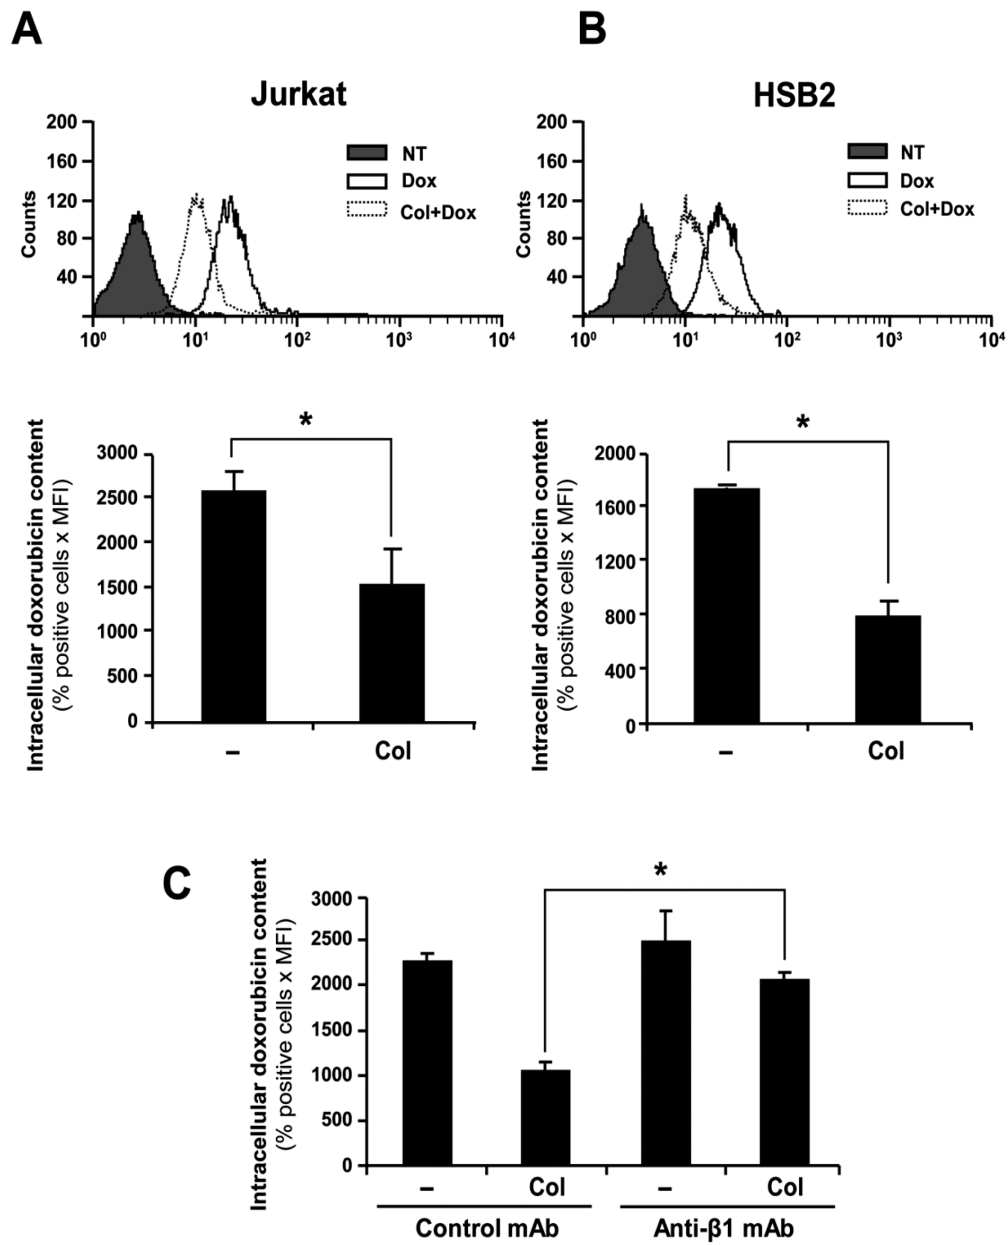 A
Jurkat
200
160
120
80
40
Counts
NT
Dox
Col+Dox
10⁰ 10¹ 10² 10³ 10⁴
*
Intracellular doxorubicin content
(% positive cells x MFI)
3000
2500
2000
1500
1000
500
0
– Col
B
HSB2
200
160
120
80
40
Counts
NT
Dox
Col+Dox
10⁰ 10¹ 10² 10³ 10⁴
*
Intracellular doxorubicin content
(% positive cells x MFI)
2000
1600
1200
800
400
0
– Col
C
*
Intracellular doxorubicin content
(% positive cells x MFI)
3000
2500
2000
1500
1000
500
0
– Col – Col
Control mAb Anti-β1 mAb